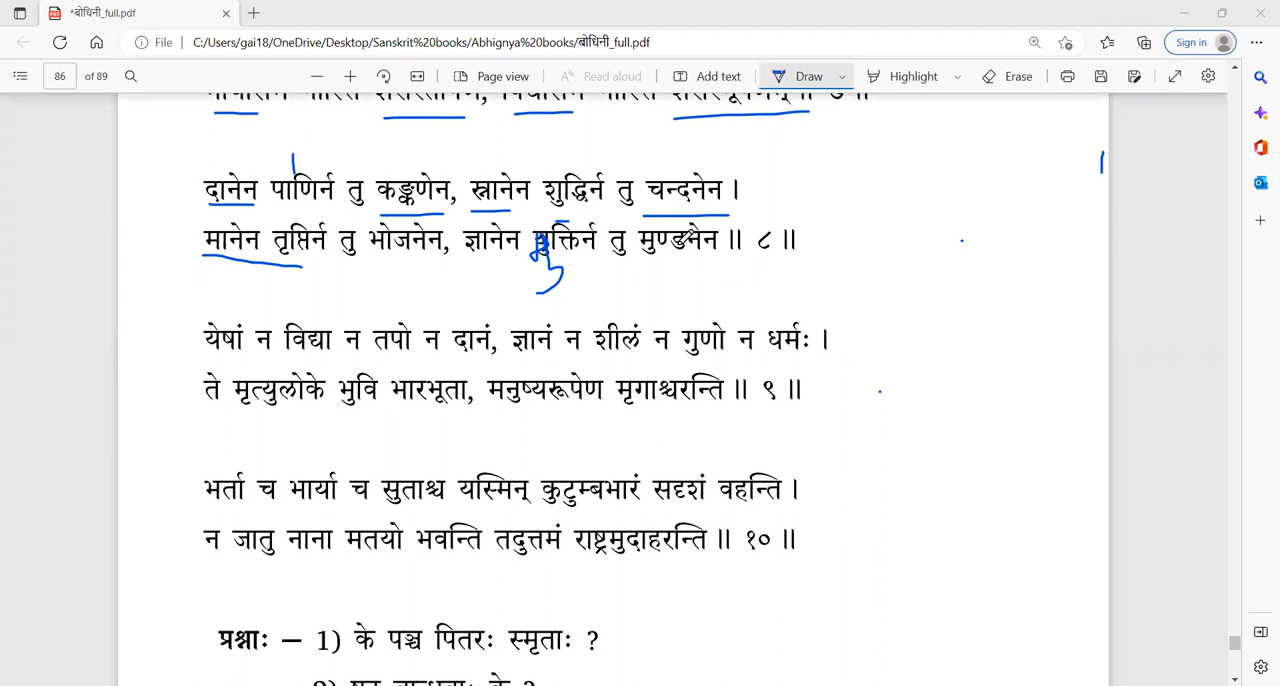 *बोधिनी_full.pdf
File C:/Users/gai18/OneDrive/Desktop/Sanskrit%20books/Abhignya%20books/बोधिनी_full.pdf Sign in
86 of 89 Page view Read aloud Add text Draw Highlight Erase
दानेन पाणिर्न तु कङ्कणेन, स्नानेन शुद्धिर्न तु चन्दनेन ।
मानेन तृप्तिर्न तु भोजनेन, ज्ञानेन तु मुण्डनेन ॥ ८ ॥
येषां न विद्या न तपो न दानं, ज्ञानं न शीलं न गुणो न धर्मः ।
ते मृत्युलोके भुवि भारभूता, मनुष्यरूपेण मृगाश्चरन्ति ॥ ९ ॥
भर्ता च भार्या च सुताश्च यस्मिन् कुटुम्बभारं सदृशं वहन्ति ।
न जातु नाना मतयो भवन्ति तदुत्तमं राष्ट्रमुदाहरन्ति ॥ १० ॥
प्रश्नाः – 1) के पञ्च पितरः स्मृताः ?